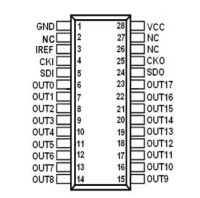 GND 1 28 VCC
NC 2 27 NC
IREF 3 26 NC
CKI 4 25 CKO
SDI 5 24 SDO
OUT0 6 23 OUT17
OUT1 7 22 OUT16
OUT2 8 21 OUT15
OUT3 9 20 OUT14
OUT4 10 19 OUT13
OUT5 11 18 OUT12
OUT6 12 17 OUT11
OUT7 13 16 OUT10
OUT8 14 15 OUT9